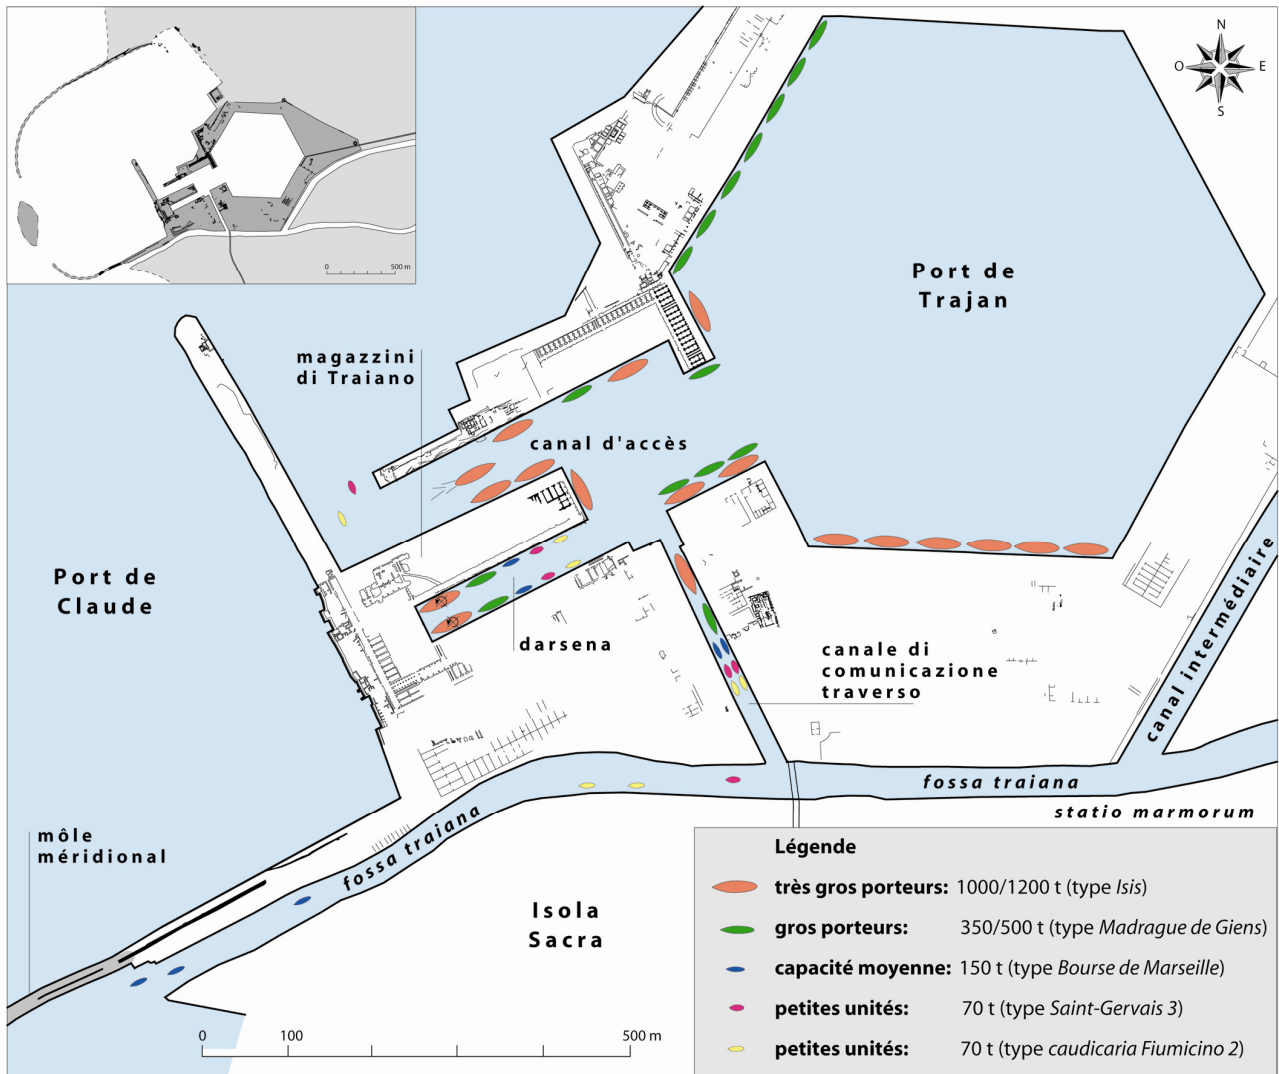 N
O
E
S
0
500 m
Port de
Trajan
magazzini
di Traiano
canal d'accès
Port de
Claude
darsena
canale di
comunicazione
traverso
canal intermédiaire
fossa traiana
fossa traiana
statio marmorum
môle
méridional
Isola
Sacra
0
100
500 m
Légende
très gros porteurs: 1000/1200 t (type Isis)
gros porteurs: 350/500 t (type Madrague de Giens)
capacité moyenne: 150 t (type Bourse de Marseille)
petites unités: 70 t (type Saint-Gervais 3)
petites unités: 70 t (type caudicaria Fiumicino 2)